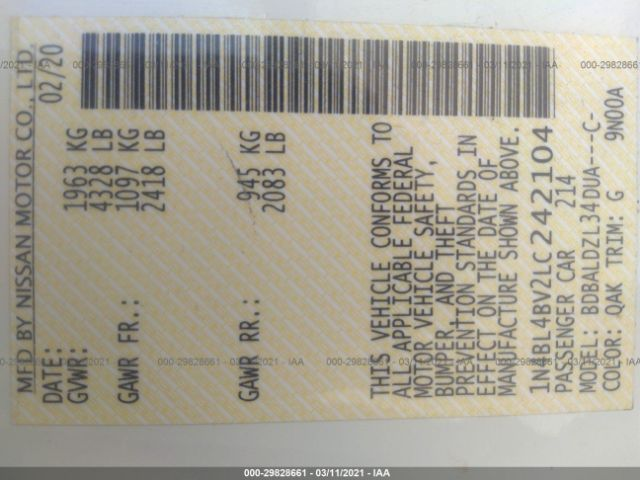 MFD BY NISSAN MOTOR CO., LTD.
DATE: 02/20
GVWR: 1963 KG
4328 LB
GAWR FR.: 1097 KG
2418 LB
GAWR RR.: 945 KG
2083 LB
THIS VEHICLE CONFORMS TO
ALL APPLICABLE FEDERAL
MOTOR VEHICLE SAFETY,
BUMPER, AND THEFT
PREVENTION STANDARDS IN
EFFECT ON THE DATE OF
MANUFACTURE SHOWN ABOVE.
1N4BL4BV2LC242104
PASSENGER CAR 214
MODEL: BDBALDZL34DUA---C-
COLOR: QAK TRIM: G 9N00A
000-29828661 - 03/11/2021 - IAA